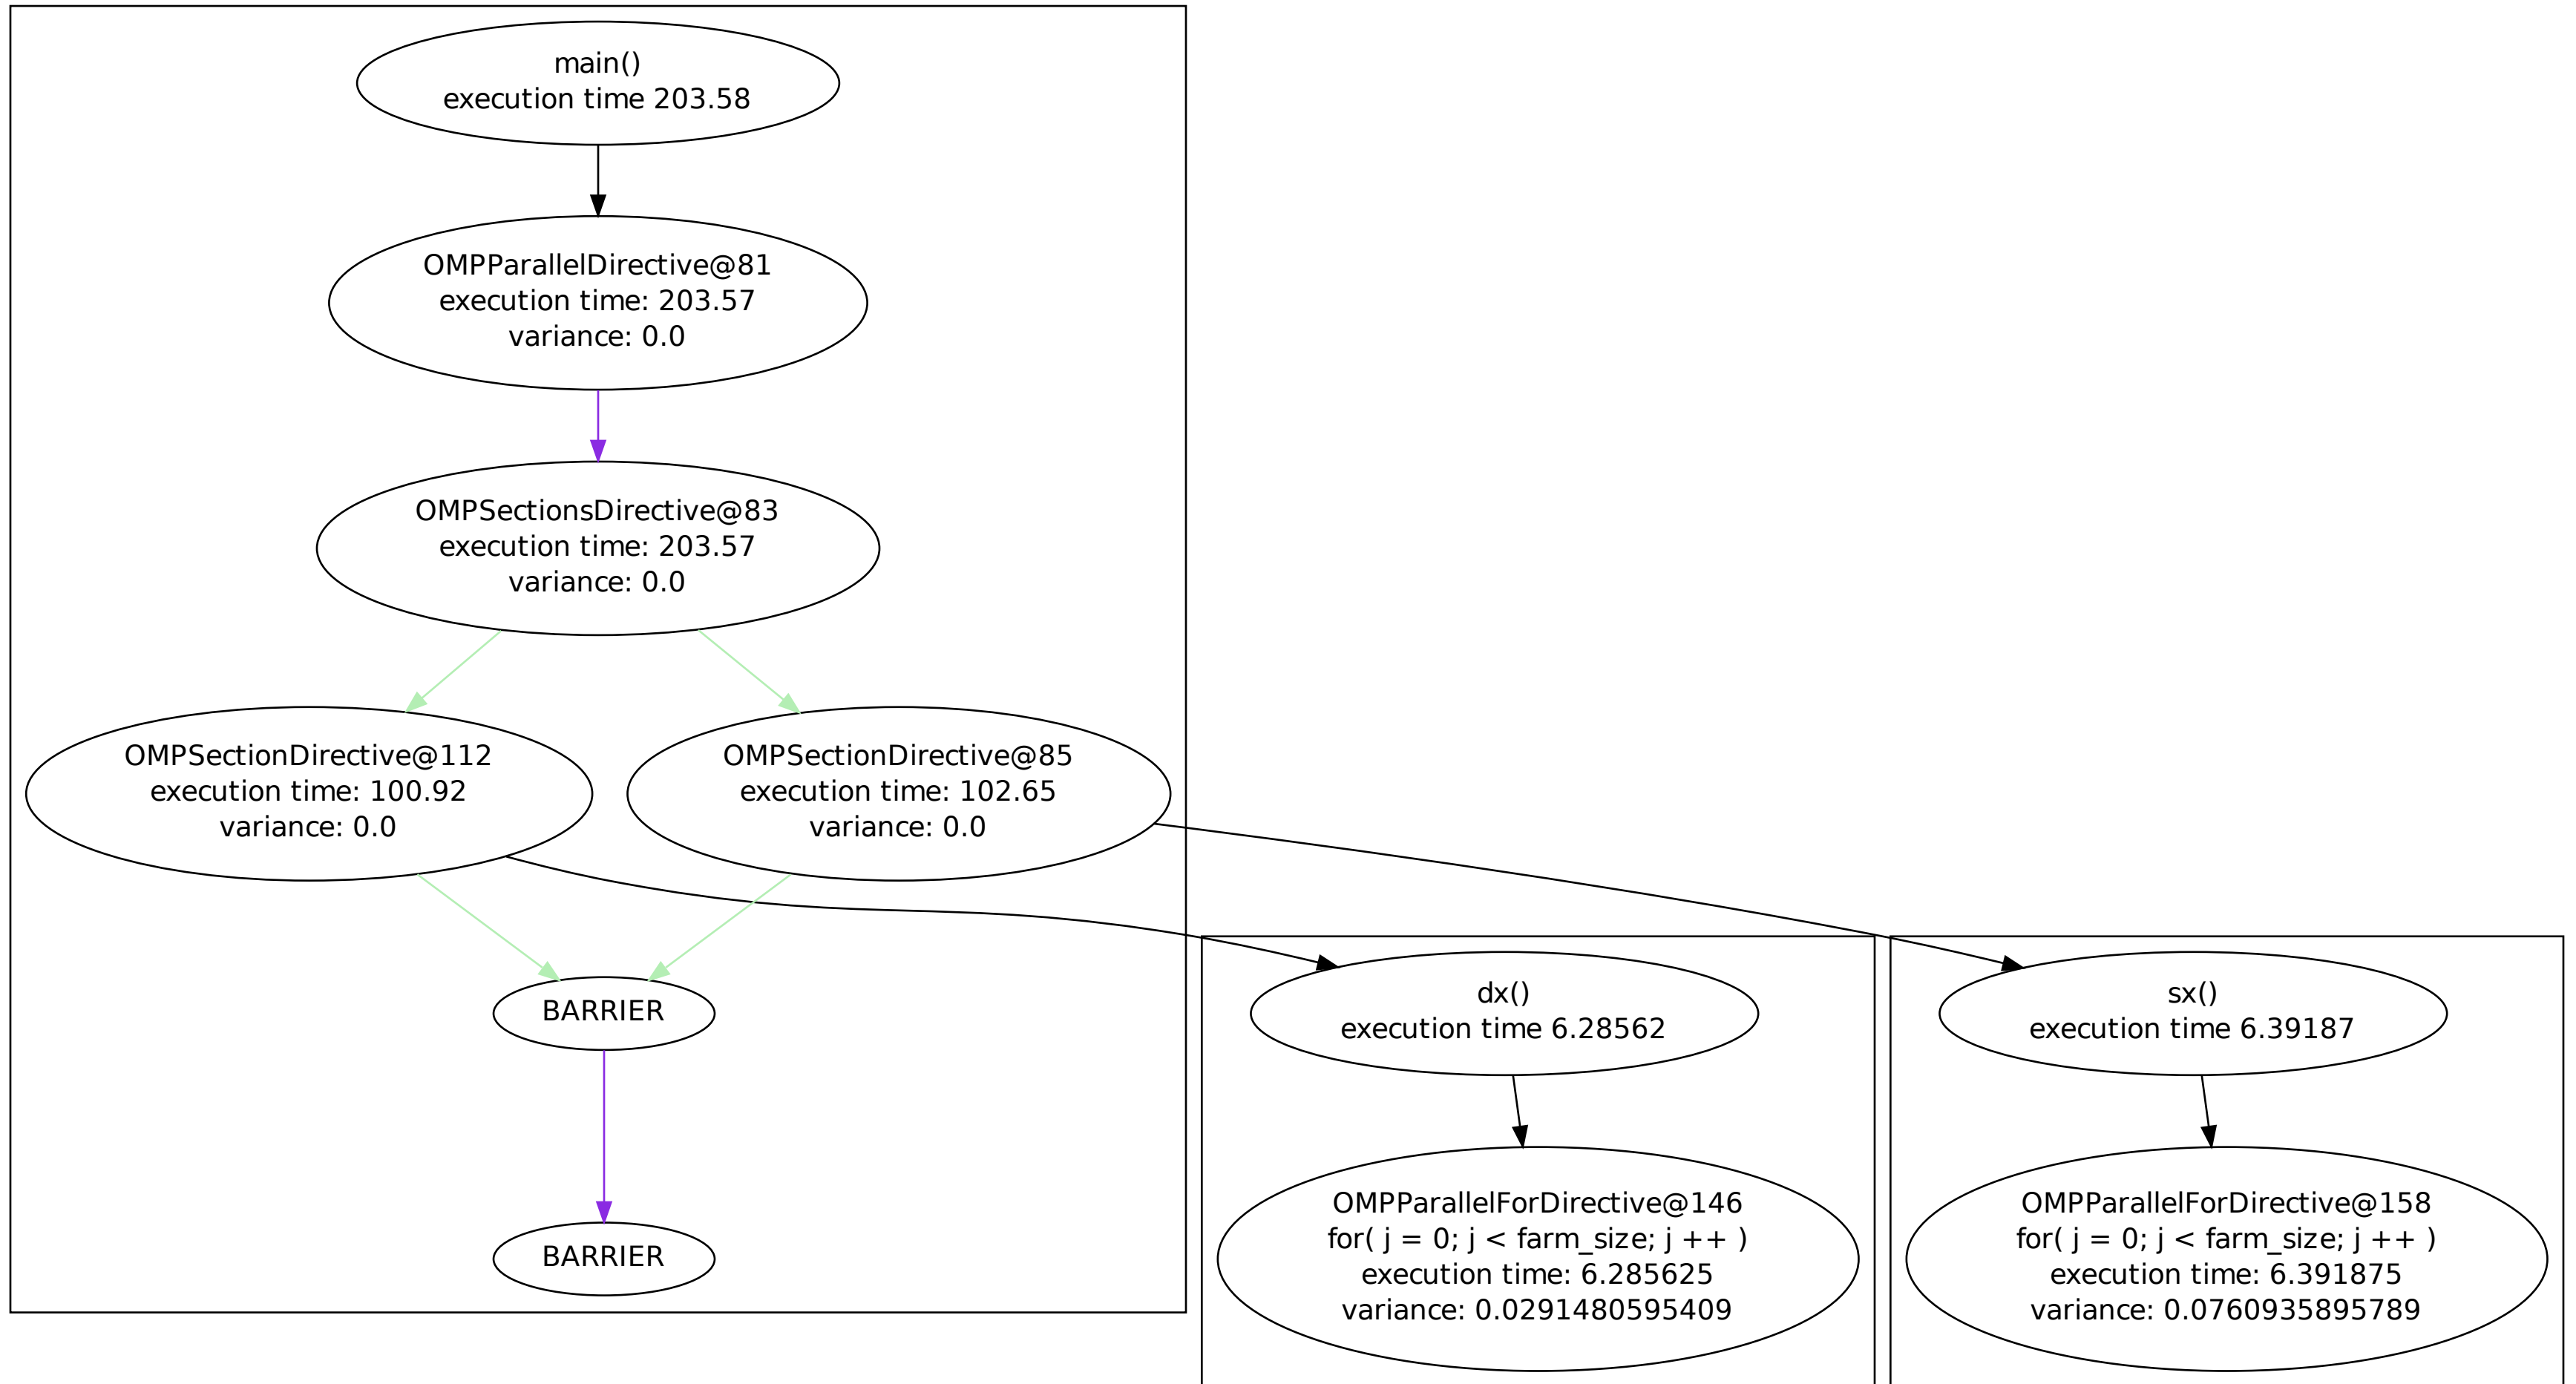 main()
execution time 203.58
OMPParallelDirective@81
execution time: 203.57
variance: 0.0
OMPSectionsDirective@83
execution time: 203.57
variance: 0.0
OMPSectionDirective@112
execution time: 100.92
variance: 0.0
OMPSectionDirective@85
execution time: 102.65
variance: 0.0
BARRIER
BARRIER
dx()
execution time 6.28562
OMPParallelForDirective@146
for( j = 0; j < farm_size; j ++ )
execution time: 6.285625
variance: 0.0291480595409
sx()
execution time 6.39187
OMPParallelForDirective@158
for( j = 0; j < farm_size; j ++ )
execution time: 6.391875
variance: 0.0760935895789